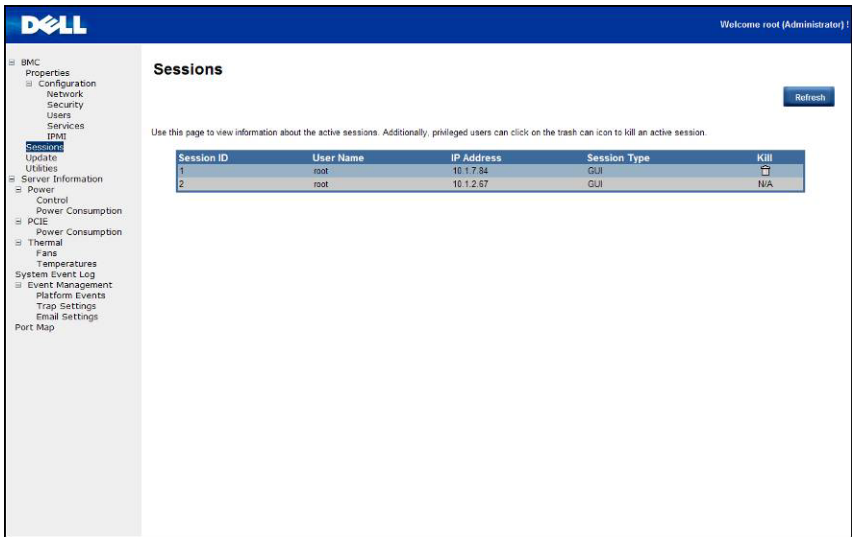 DELL
Welcome root (Administrator) !
BMC
Properties
Configuration
Network
Security
Users
Services
IPMI
Sessions
Update
Utilities
Server Information
Power
Control
Power Consumption
PCIE
Power Consumption
Thermal
Fans
Temperatures
System Event Log
Event Management
Platform Events
Trap Settings
Email Settings
Port Map
Sessions
Refresh
Use this page to view information about the active sessions. Additionally, privileged users can click on the trash can icon to kill an active session.
Session ID User Name IP Address Session Type Kill
1 root 10.1.7.84 GUI
2 root 10.1.2.67 GUI N/A